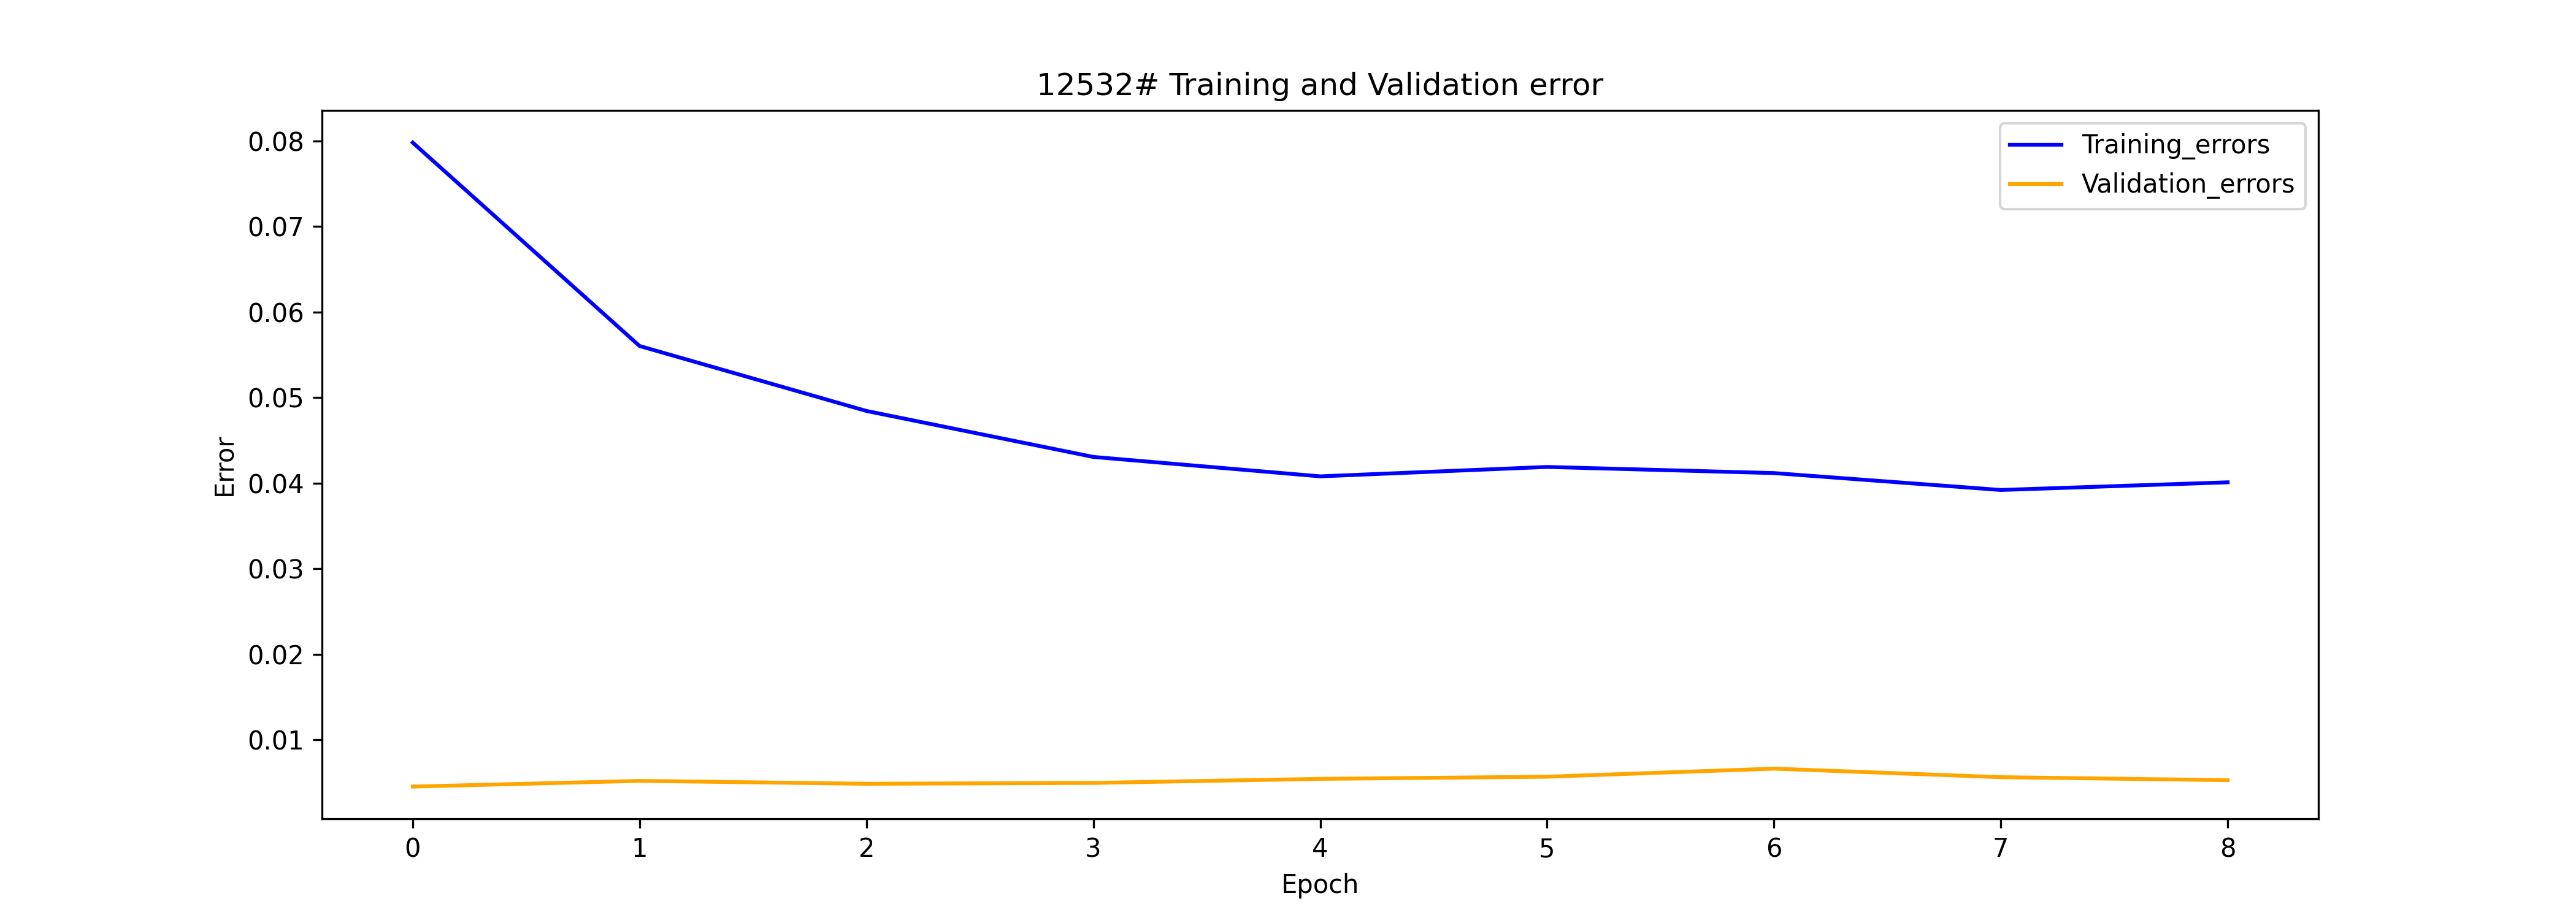 12532# Training and Validation error
Training_errors
Validation_errors
0.08
0.07
0.06
0.05
0.04
0.03
0.02
0.01
Error
0 1 2 3 4 5 6 7 8
Epoch